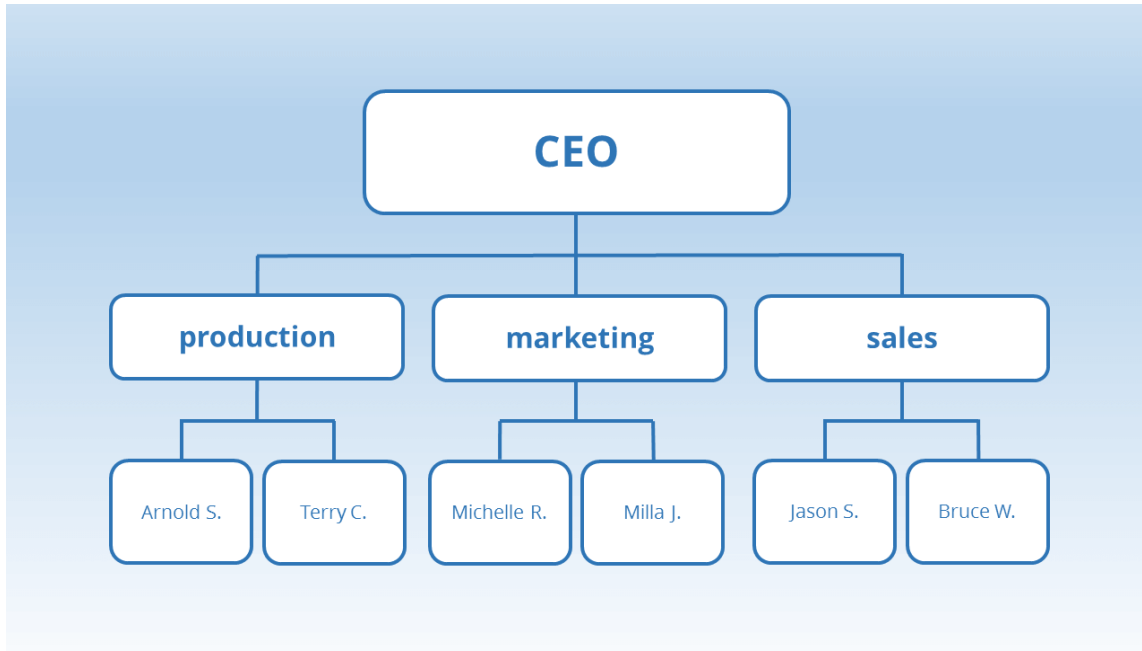 CEO
production
marketing
sales
Arnold S.
Terry C.
Michelle R.
Milla J.
Jason S.
Bruce W.